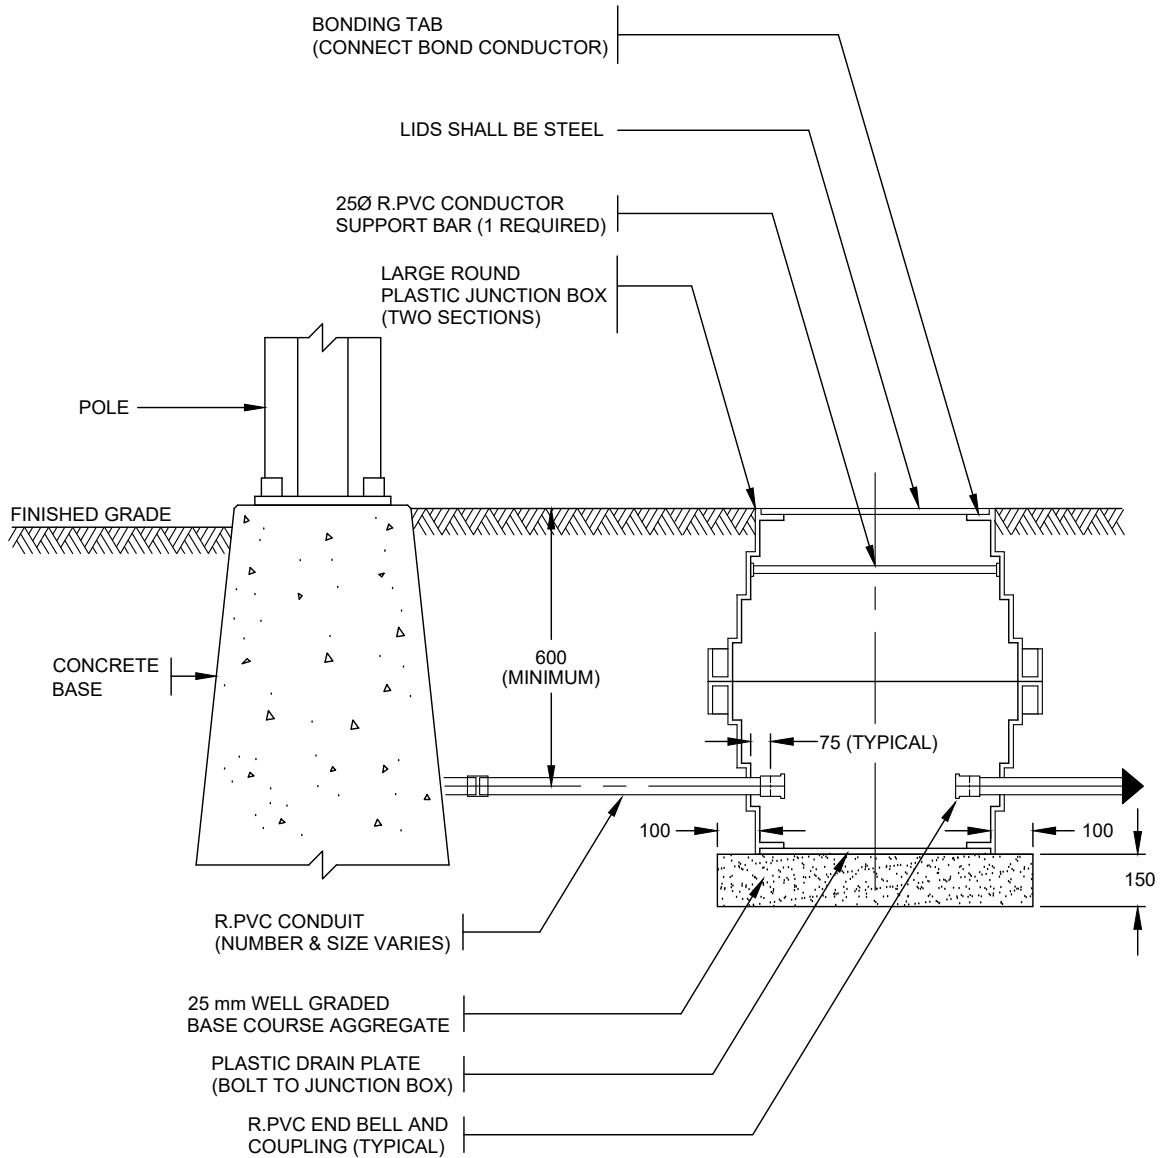 BONDING TAB
(CONNECT BOND CONDUCTOR)
LIDS SHALL BE STEEL
25Ø R.PVC CONDUCTOR
SUPPORT BAR (1 REQUIRED)
LARGE ROUND
PLASTIC JUNCTION BOX
(TWO SECTIONS)
POLE
FINISHED GRADE
CONCRETE
BASE
600
(MINIMUM)
75 (TYPICAL)
100
100
150
R.PVC CONDUIT
(NUMBER & SIZE VARIES)
25 mm WELL GRADED
BASE COURSE AGGREGATE
PLASTIC DRAIN PLATE
(BOLT TO JUNCTION BOX)
R.PVC END BELL AND
COUPLING (TYPICAL)